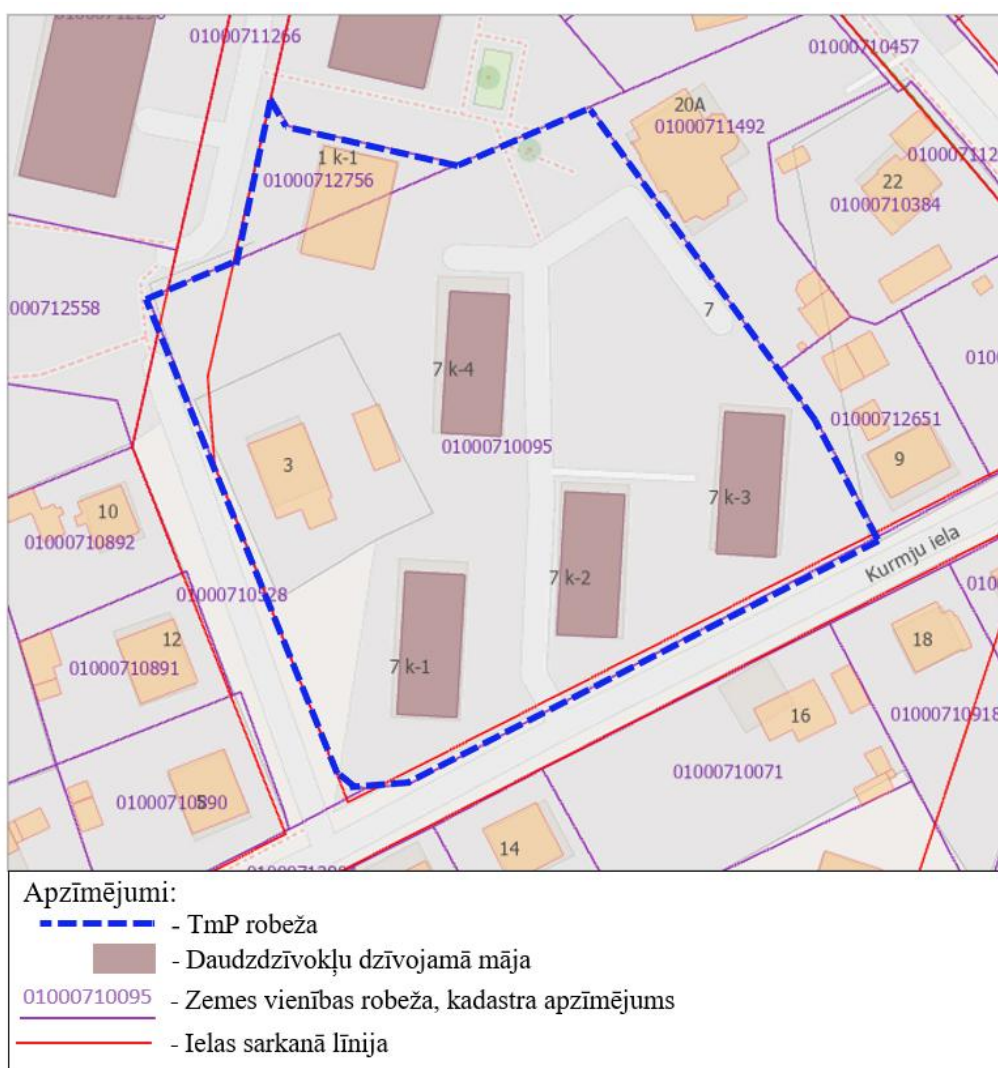 01000711266
01000710457
20A
01000711492
1 k-1
01000712756
22
01000710384
000712558
7
7 k-4
01000710095
01000712651
3
9
10
01000710892
7 k-3
Kurmju iela
7 k-2
01000710528
12
01000710891
7 k-1
18
16
01000710918
01000710071
5
14
Apzīmējumi:
- TmP robeža
- Daudzdzīvokļu dzīvojamā māja
01000710095 - Zemes vienības robeža, kadastra apzīmējums
- Ielas sarkanā līnija